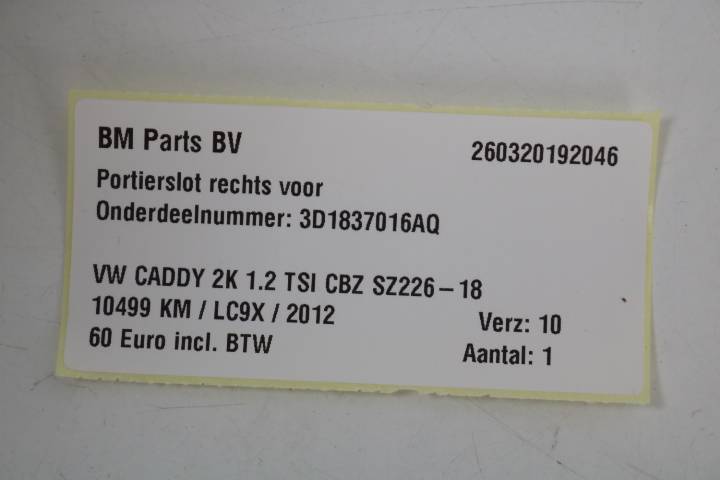 BM Parts BV
260320192046
Portierslot rechts voor
Onderdeelnummer: 3D1837016AQ
VW CADDY 2K 1.2 TSI CBZ SZ226-18
10499 KM / LC9X / 2012
Verz: 10
60 Euro incl. BTW
Aantal: 1